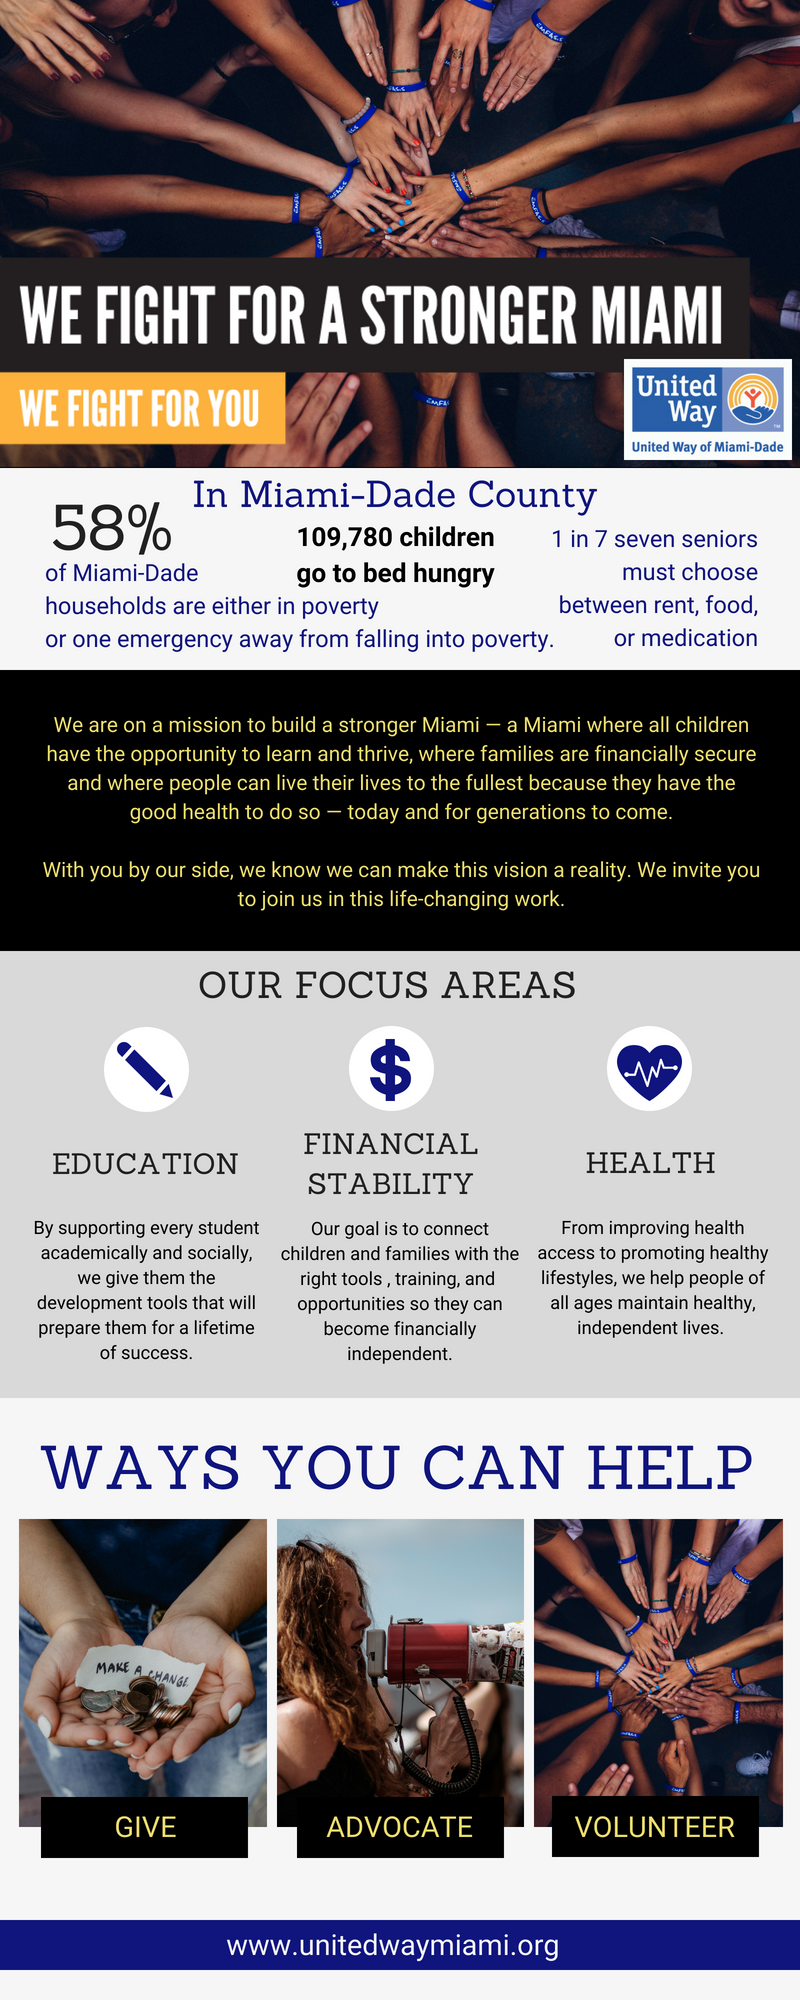 WE FIGHT FOR A STRONGER MIAMI
WE FIGHT FOR YOU
United
Way
United Way of Miami-Dade
In Miami-Dade County
58%
of Miami-Dade
households are either in poverty
or one emergency away from falling into poverty.
109,780 children
go to bed hungry
1 in 7 seven seniors
must choose
between rent, food,
or medication
We are on a mission to build a stronger Miami — a Miami where all children
have the opportunity to learn and thrive, where families are financially secure
and where people can live their lives to the fullest because they have the
good health to do so — today and for generations to come.
With you by our side, we know we can make this vision a reality. We invite you
to join us in this life-changing work.
OUR FOCUS AREAS
EDUCATION
By supporting every student
academically and socially,
we give them the
development tools that will
prepare them for a lifetime
of success.
FINANCIAL
STABILITY
Our goal is to connect
children and families with the
right tools , training, and
opportunities so they can
become financially
independent.
HEALTH
From improving health
access to promoting healthy
lifestyles, we help people of
all ages maintain healthy,
independent lives.
WAYS YOU CAN HELP
MAKE A CHANGE
GIVE
ADVOCATE
VOLUNTEER
www.unitedwaymiami.org